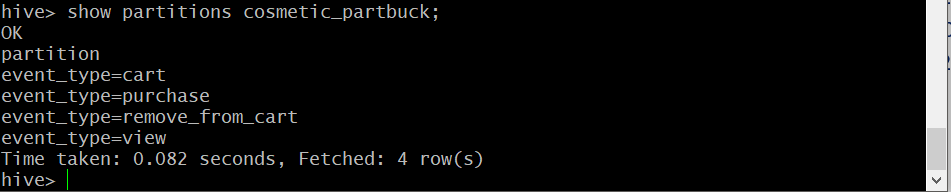 hive> show partitions cosmetic_partbuck;
OK
partition
event_type=cart
event_type=purchase
event_type=remove_from_cart
event_type=view
Time taken: 0.082 seconds, Fetched: 4 row(s)
hive>